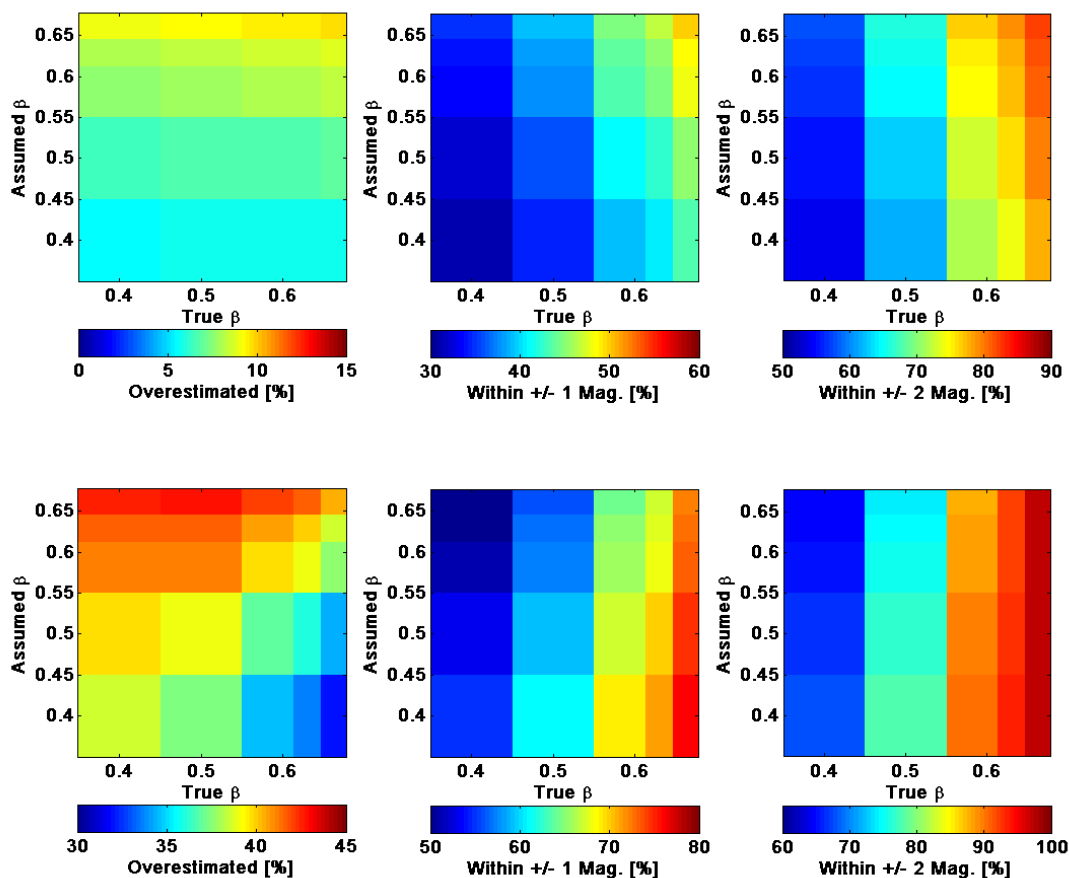 Assumed β
0.65
0.6
0.55
0.5
0.45
0.4
0.4 0.5 0.6
True β
0 5 10 15
Overestimated [%]
Assumed β
0.65
0.6
0.55
0.5
0.45
0.4
0.4 0.5 0.6
True β
30 40 50 60
Within +/- 1 Mag. [%]
Assumed β
0.65
0.6
0.55
0.5
0.45
0.4
0.4 0.5 0.6
True β
50 60 70 80 90
Within +/- 2 Mag. [%]
Assumed β
0.65
0.6
0.55
0.5
0.45
0.4
0.4 0.5 0.6
True β
30 35 40 45
Overestimated [%]
Assumed β
0.65
0.6
0.55
0.5
0.45
0.4
0.4 0.5 0.6
True β
50 60 70 80
Within +/- 1 Mag. [%]
Assumed β
0.65
0.6
0.55
0.5
0.45
0.4
0.4 0.5 0.6
True β
60 70 80 90 100
Within +/- 2 Mag. [%]